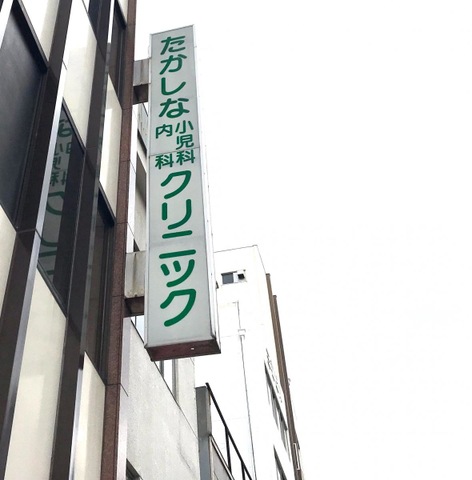 たかしな
小児科
内科
クリニック